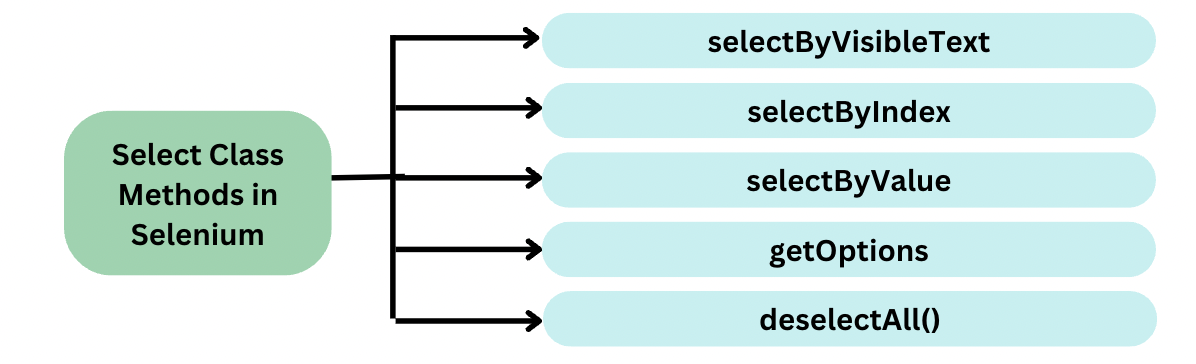 Select Class
Methods in
Selenium
selectByVisibleText
selectByIndex
selectByValue
getOptions
deselectAll()